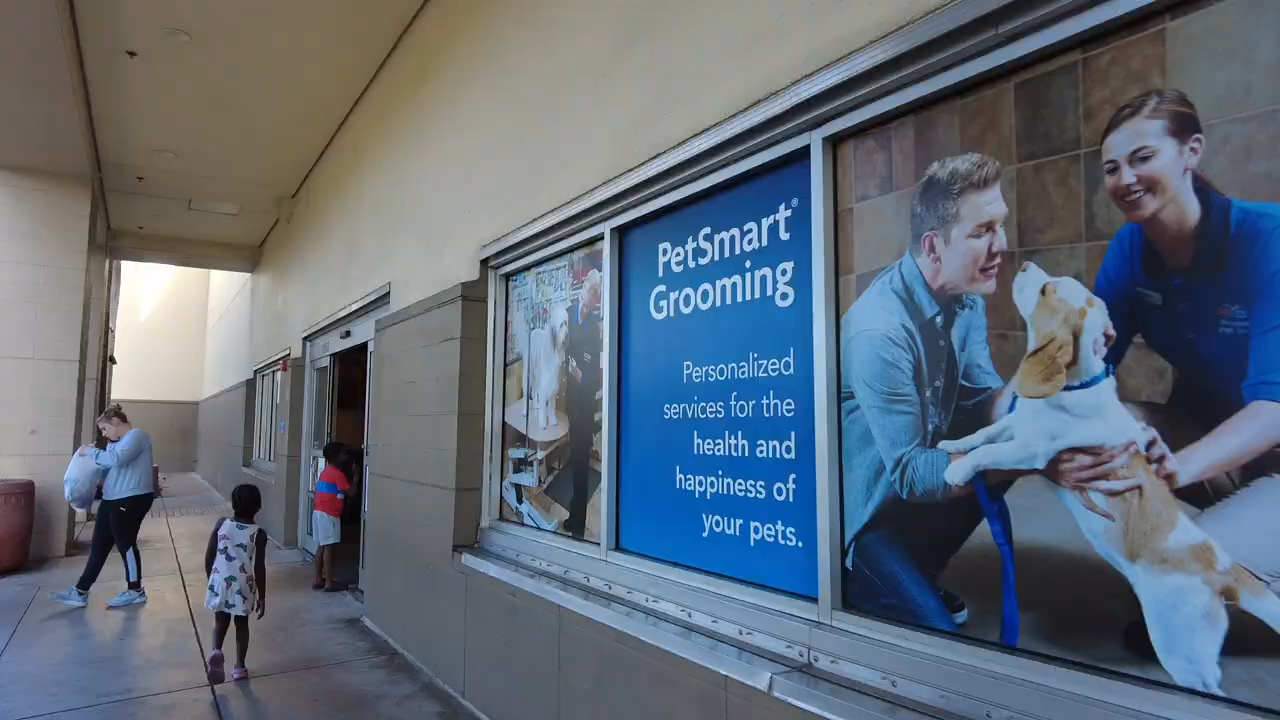 PetSmart®
Grooming
Personalized
services for the
health and
happiness of
your pets.